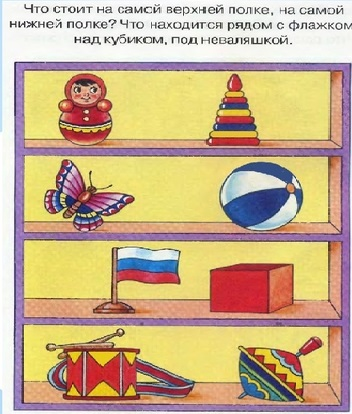 Что стоит на самой верхней полке, на самой
нижней полке? Что находится рядом с флажком
над кубиком, под неваляшкой.